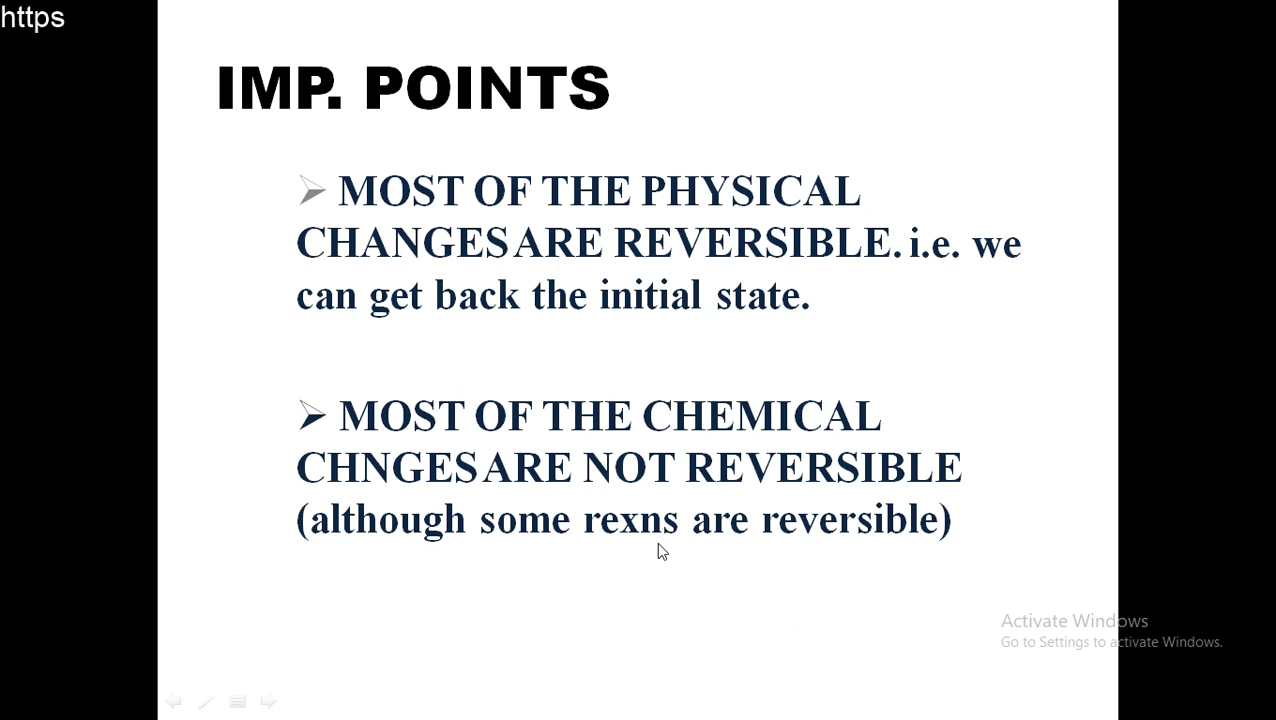 https
IMP. POINTS
➢ MOST OF THE PHYSICAL
CHANGES ARE REVERSIBLE. i.e. we
can get back the initial state.
➢ MOST OF THE CHEMICAL
CHNGES ARE NOT REVERSIBLE
(although some rexns are reversible)
Activate Windows
Go to Settings to activate Windows.